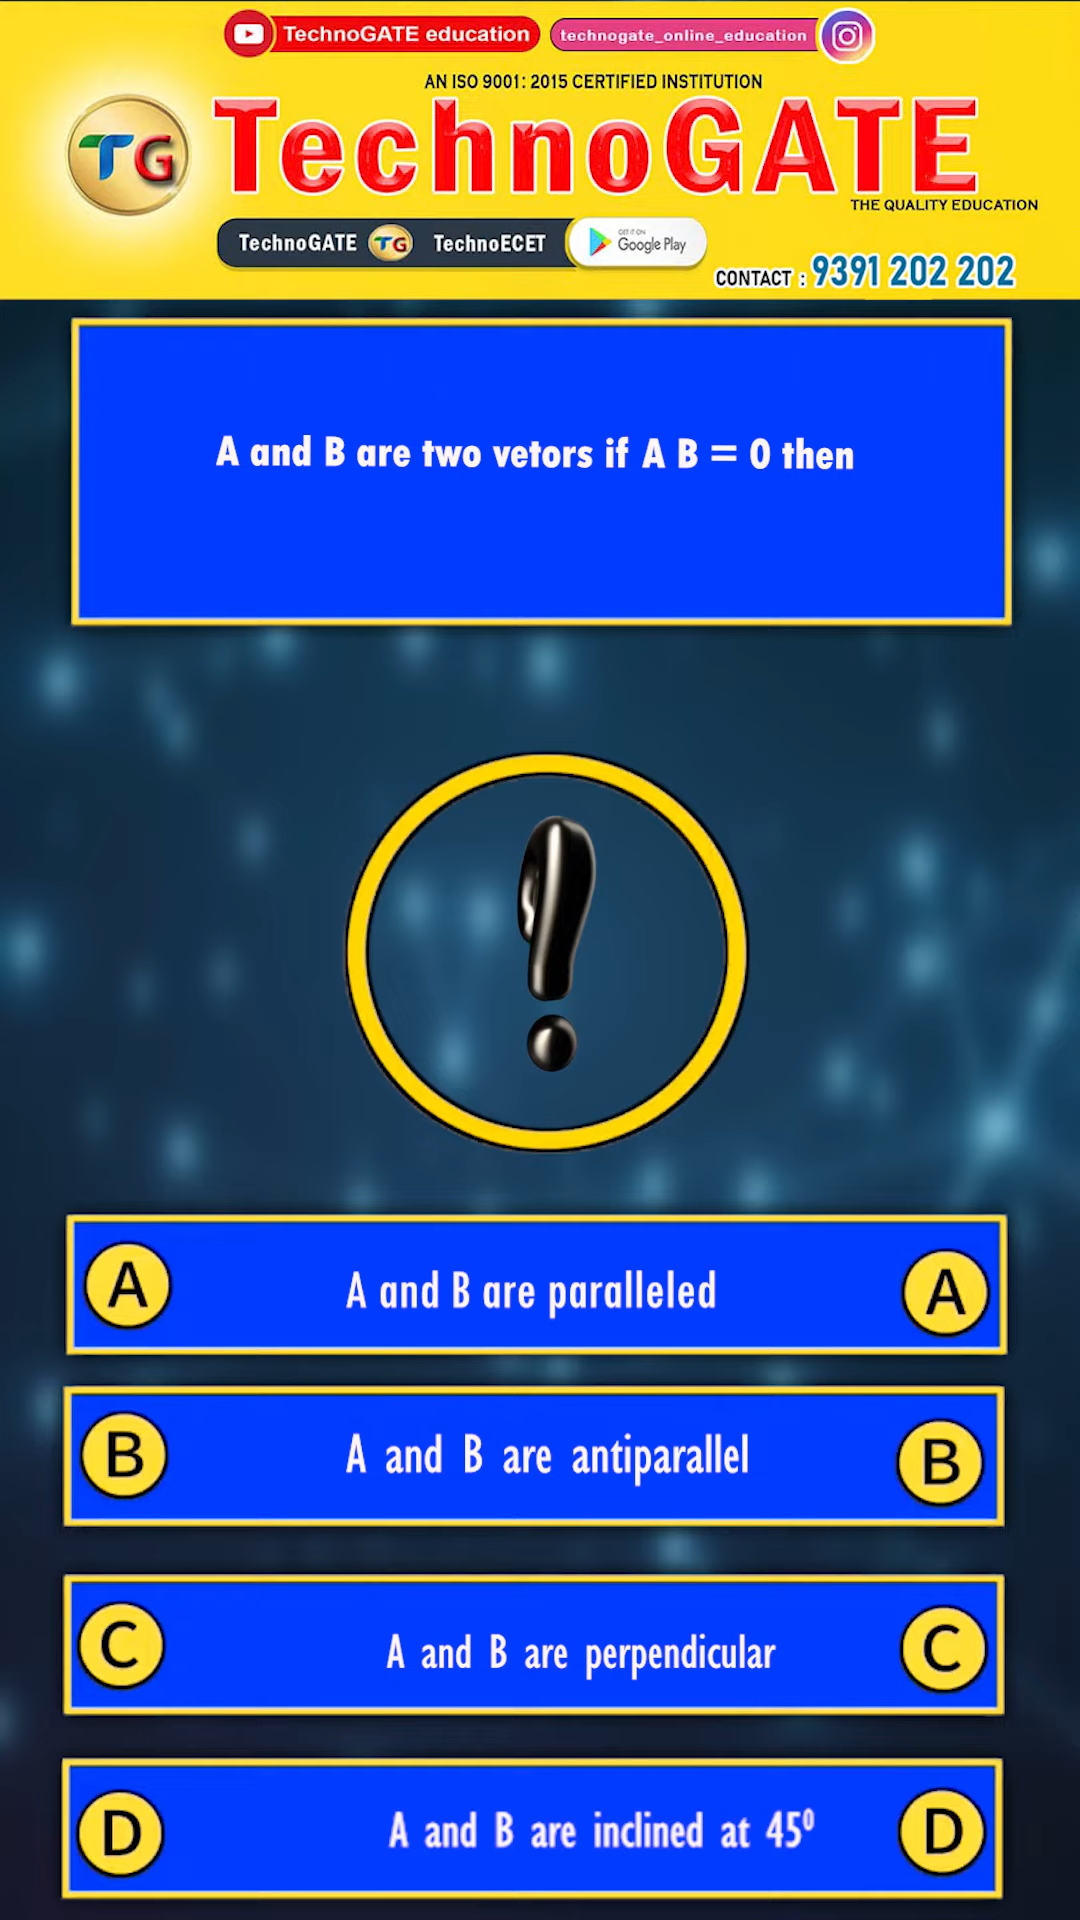 TechnoGATE education
technogate_online_education
AN ISO 9001: 2015 CERTIFIED INSTITUTION
TG
TechnoGATE
THE QUALITY EDUCATION
TechnoGATE TG TechnoECET
GET IT ON
Google Play
CONTACT : 9391 202 202
A and B are two vetors if A B = 0 then
A A and B are paralleled A
B A and B are antiparallel B
C A and B are perpendicular C
D A and B are inclined at 45⁰ D